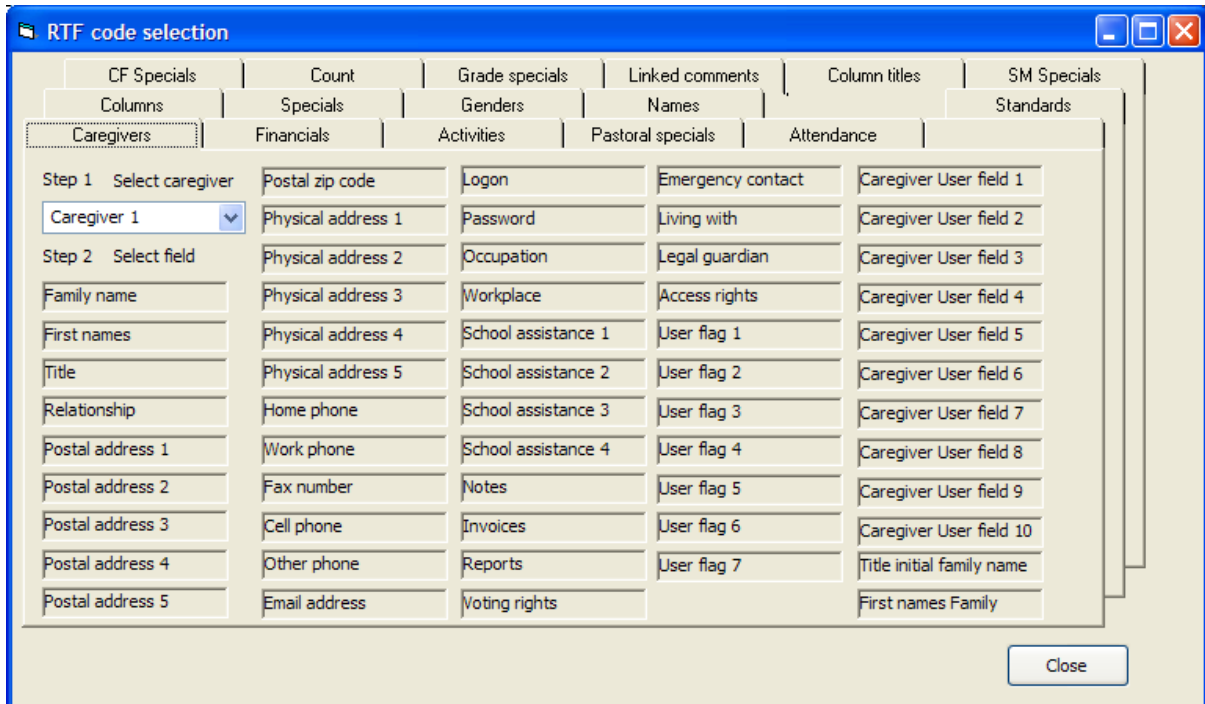 RTF code selection
CF Specials Count Grade specials Linked comments Column titles SM Specials
Columns Specials Genders Names Standards
Caregivers Financials Activities Pastoral specials Attendance
Step 1 Select caregiver
Caregiver 1
Step 2 Select field
Family name
First names
Title
Relationship
Postal address 1
Postal address 2
Postal address 3
Postal address 4
Postal address 5
Postal zip code
Physical address 1
Physical address 2
Physical address 3
Physical address 4
Physical address 5
Home phone
Work phone
Fax number
Cell phone
Other phone
Email address
Logon
Password
Occupation
Workplace
School assistance 1
School assistance 2
School assistance 3
School assistance 4
Notes
Invoices
Reports
Voting rights
Emergency contact
Living with
Legal guardian
Access rights
User flag 1
User flag 2
User flag 3
User flag 4
User flag 5
User flag 6
User flag 7
Caregiver User field 1
Caregiver User field 2
Caregiver User field 3
Caregiver User field 4
Caregiver User field 5
Caregiver User field 6
Caregiver User field 7
Caregiver User field 8
Caregiver User field 9
Caregiver User field 10
Title initial family name
First names Family
Close